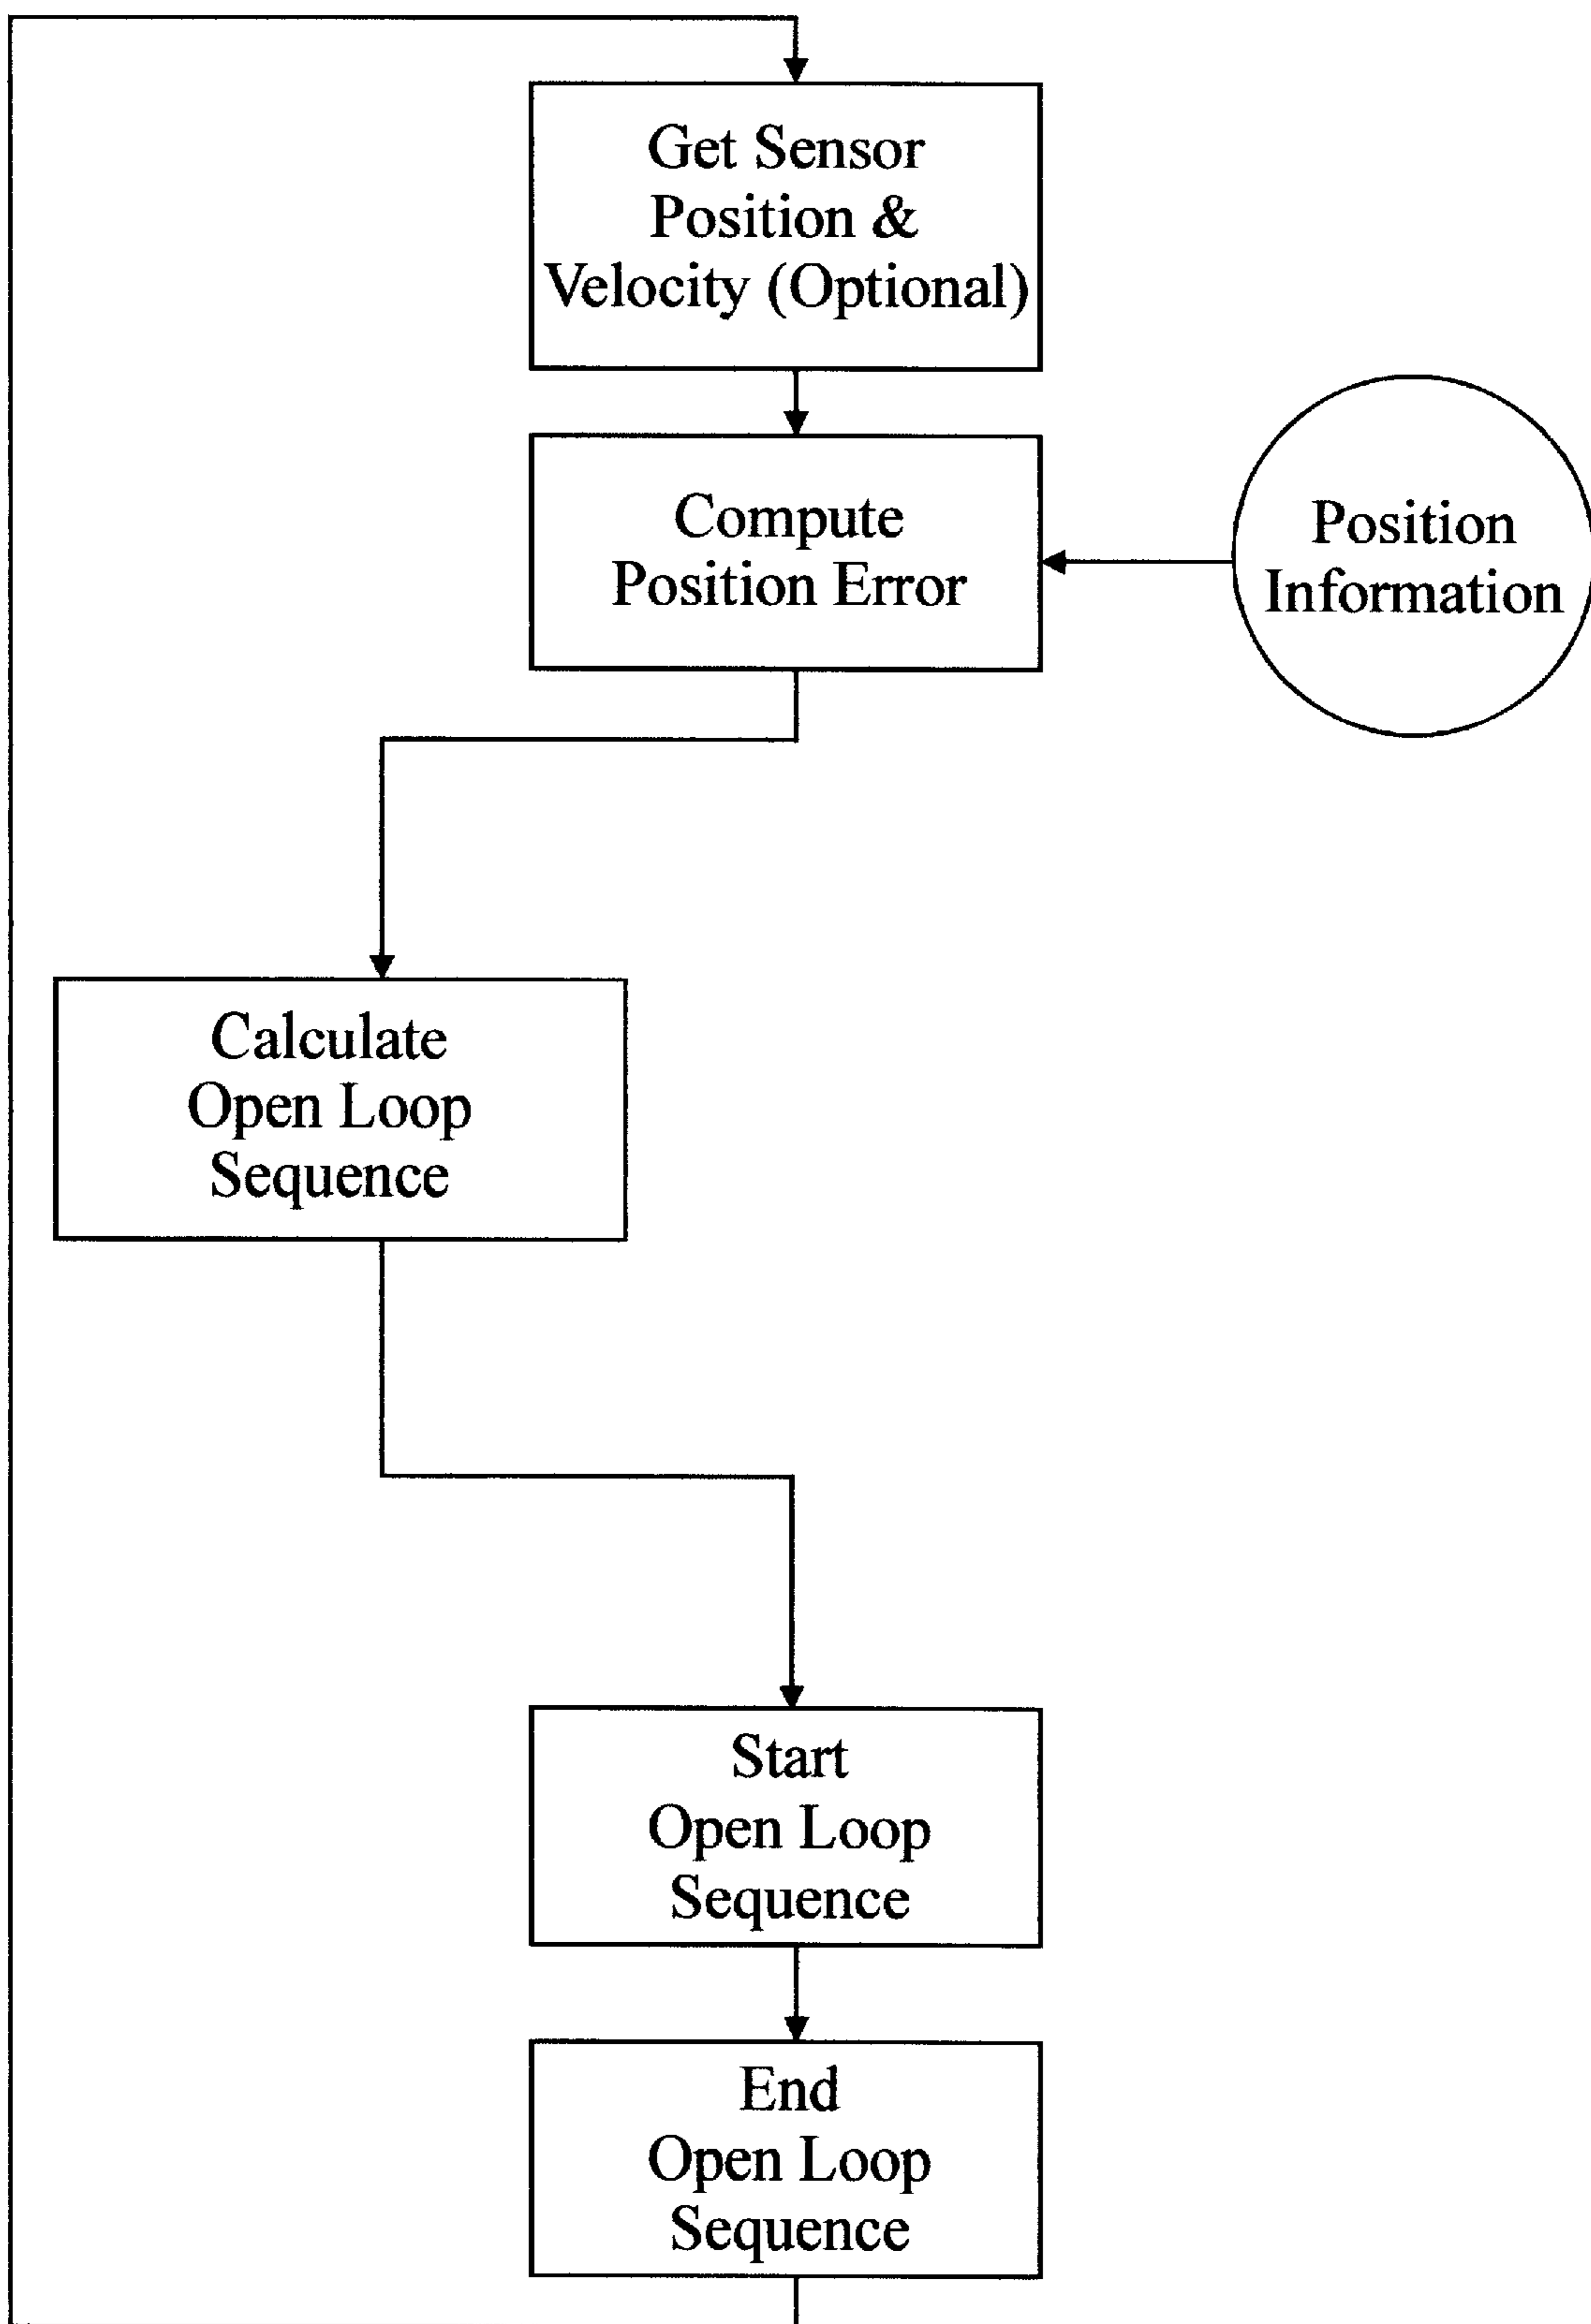 Get Sensor
Position &
Velocity (Optional)
Compute
Position Error
Position
Information
Calculate
Open Loop
Sequence
Start
Open Loop
Sequence
End
Open Loop
Sequence